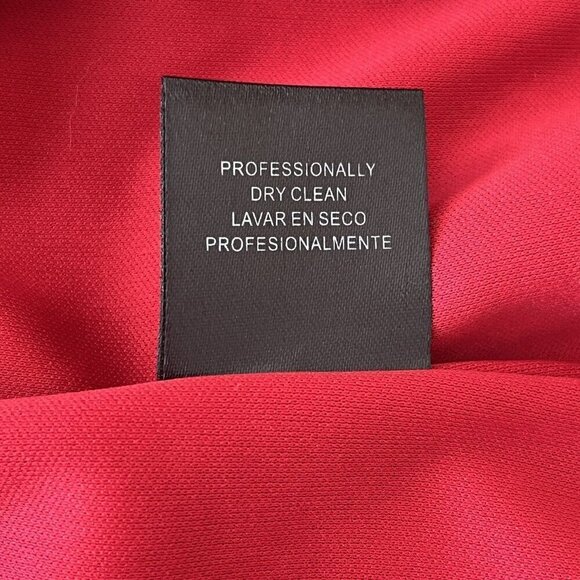 PROFESSIONALLY
DRY CLEAN
LAVAR EN SECO
PROFESIONALMENTE